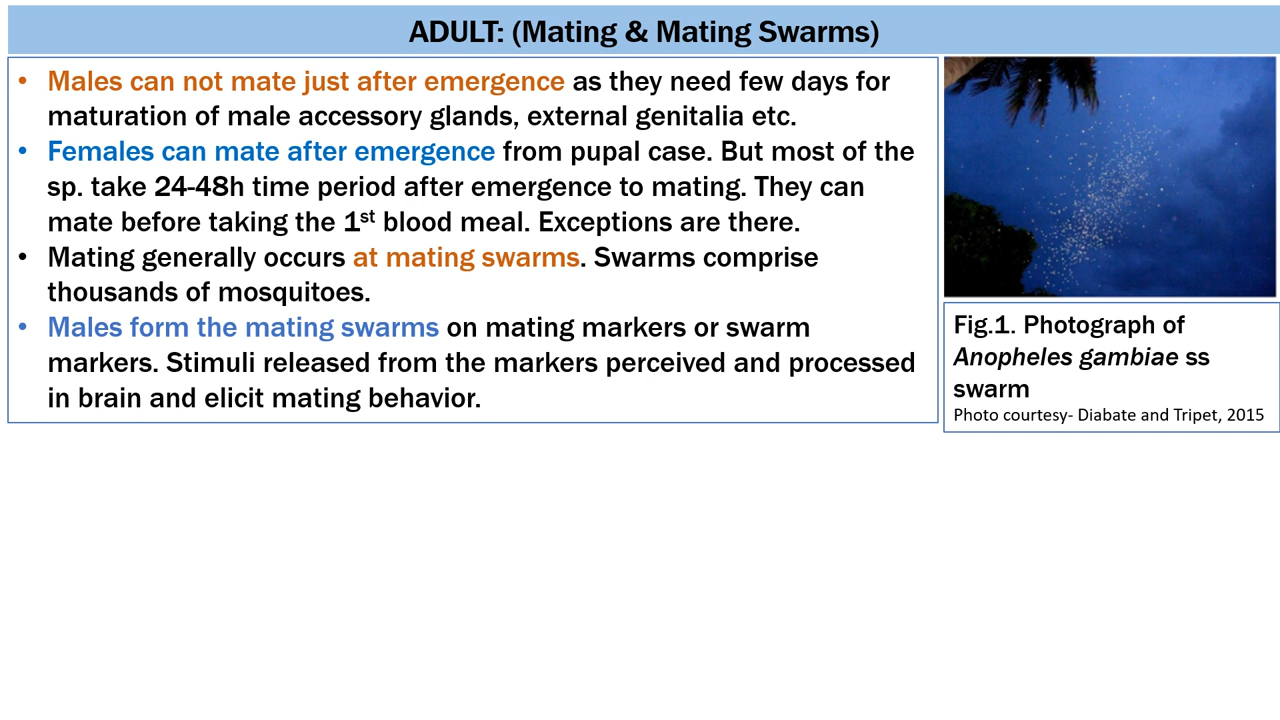 ADULT: (Mating & Mating Swarms)
• Males can not mate just after emergence as they need few days for
maturation of male accessory glands, external genitalia etc.
• Females can mate after emergence from pupal case. But most of the
sp. take 24-48h time period after emergence to mating. They can
mate before taking the 1st blood meal. Exceptions are there.
• Mating generally occurs at mating swarms. Swarms comprise
thousands of mosquitoes.
• Males form the mating swarms on mating markers or swarm
markers. Stimuli released from the markers perceived and processed
in brain and elicit mating behavior.
Fig.1. Photograph of
Anopheles gambiae ss
swarm
Photo courtesy- Diabate and Tripet, 2015